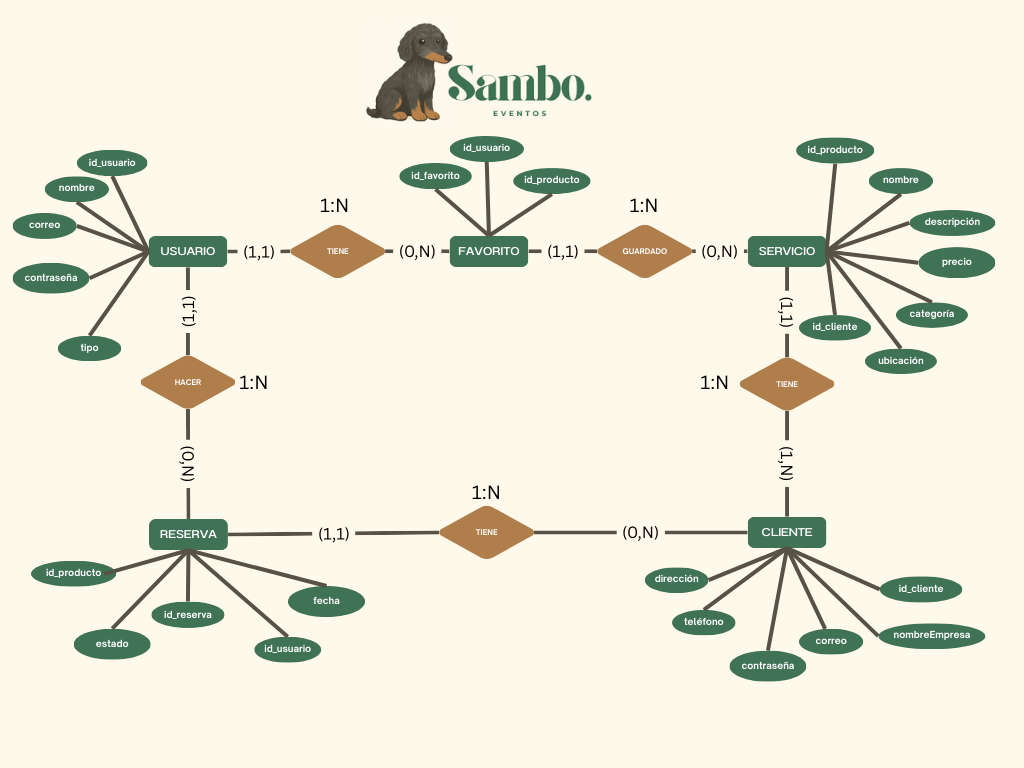 Sambo.
EVENTOS
id_usuario
nombre
correo
contraseña
tipo
id_usuario
id_favorito
id_producto
id_producto
nombre
descripción
precio
categoría
id_cliente
ubicación
1:N
1:N
USUARIO
(1,1)
TIENE
(0,N)
FAVORITO
(1,1)
GUARDADO
(0,N)
SERVICIO
(1,1)
(1,1)
HACER
1:N
1:N
TIENE
(0,N)
(1,N)
1:N
RESERVA
(1,1)
TIENE
(0,N)
CLIENTE
id_producto
estado
id_reserva
id_usuario
fecha
dirección
teléfono
contraseña
correo
nombreEmpresa
id_cliente